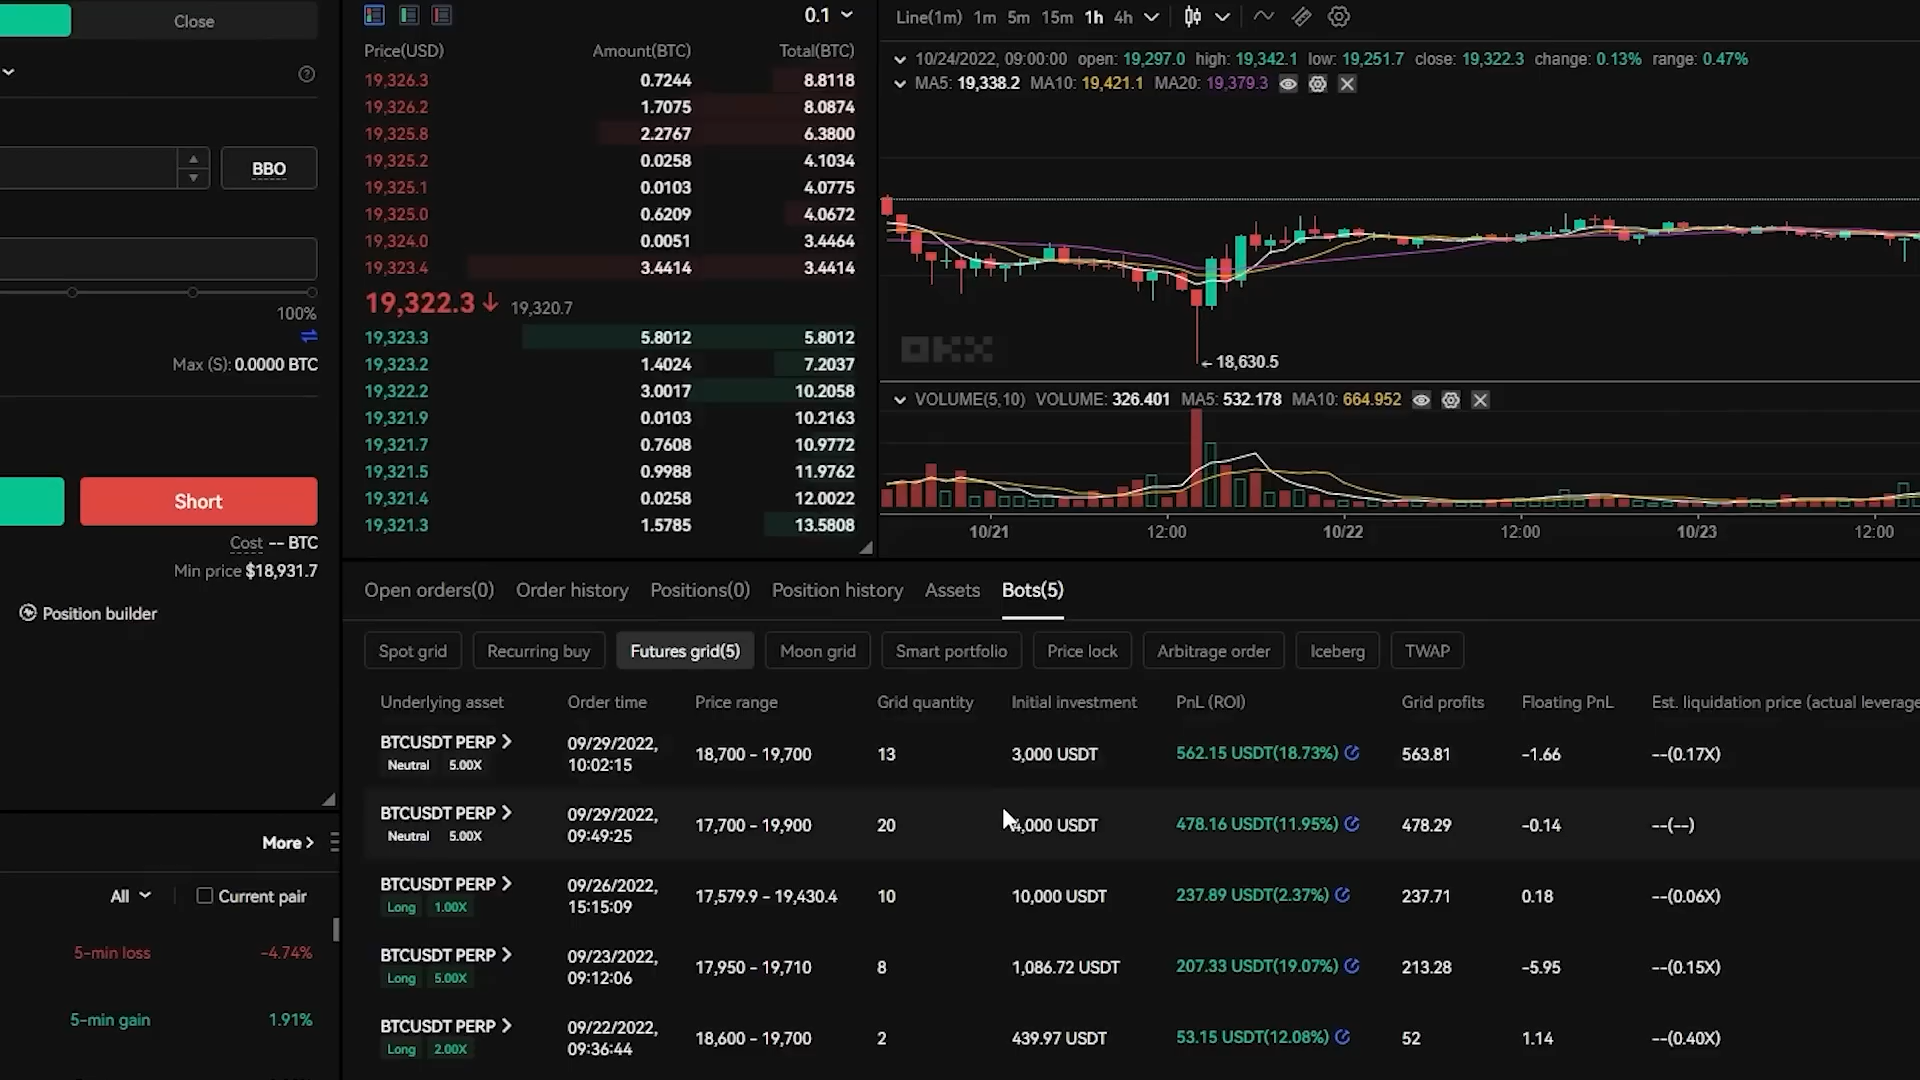 Close
BBO
100%
Max (S): 0.0000 BTC
Short
Cost -- BTC
Min price $18,931.7
Position builder
More >
All
Current pair
5-min loss -4.74%
5-min gain 1.91%
0.1
Price(USD) Amount(BTC) Total(BTC)
19,326.3 0.7244 8.8118
19,326.2 1.7075 8.0874
19,325.8 2.2767 6.3800
19,325.2 0.0258 4.1034
19,325.1 0.0103 4.0775
19,325.0 0.6209 4.0672
19,324.0 0.0051 3.4464
19,323.4 3.4414 3.4414
19,322.3↓ 19,320.7
19,323.3 5.8012 5.8012
19,323.2 1.4024 7.2037
19,322.2 3.0017 10.2058
19,321.9 0.0103 10.2163
19,321.7 0.7608 10.9772
19,321.5 0.9988 11.9762
19,321.4 0.0258 12.0022
19,321.3 1.5785 13.5808
Line(1m) 1m 5m 15m 1h 4h
10/24/2022, 09:00:00 open: 19,297.0 high: 19,342.1 low: 19,251.7 close: 19,322.3 change: 0.13% range: 0.47%
MA5: 19,338.2 MA10: 19,421.1 MA20: 19,379.3
OKX
←18,630.5
VOLUME(5,10) VOLUME: 326.401 MA5: 532.178 MA10: 664.952
10/21 12:00 10/22 12:00 10/23 12:00
Open orders(0) Order history Positions(0) Position history Assets Bots(5)
Spot grid Recurring buy Futures grid(5) Moon grid Smart portfolio Price lock Arbitrage order Iceberg TWAP
Underlying asset Order time Price range Grid quantity Initial investment PnL (ROI) Grid profits Floating PnL Est. liquidation price (actual leverage
BTCUSDT PERP > 09/29/2022, 18,700 - 19,700 13 3,000 USDT 562.15 USDT(18.73%) 563.81 -1.66 --(0.17X)
Neutral 5.00X 10:02:15
BTCUSDT PERP > 09/29/2022, 17,700 - 19,900 20 4,000 USDT 478.16 USDT(11.95%) 478.29 -0.14 --(--)
Neutral 5.00X 09:49:25
BTCUSDT PERP > 09/26/2022, 17,579.9 - 19,430.4 10 10,000 USDT 237.89 USDT(2.37%) 237.71 0.18 --(0.06X)
Long 1.00X 15:15:09
BTCUSDT PERP > 09/23/2022, 17,950 - 19,710 8 1,086.72 USDT 207.33 USDT(19.07%) 213.28 -5.95 --(0.15X)
Long 5.00X 09:12:06
BTCUSDT PERP > 09/22/2022, 18,600 - 19,700 2 439.97 USDT 53.15 USDT(12.08%) 52 1.14 --(0.40X)
Long 2.00X 09:36:44